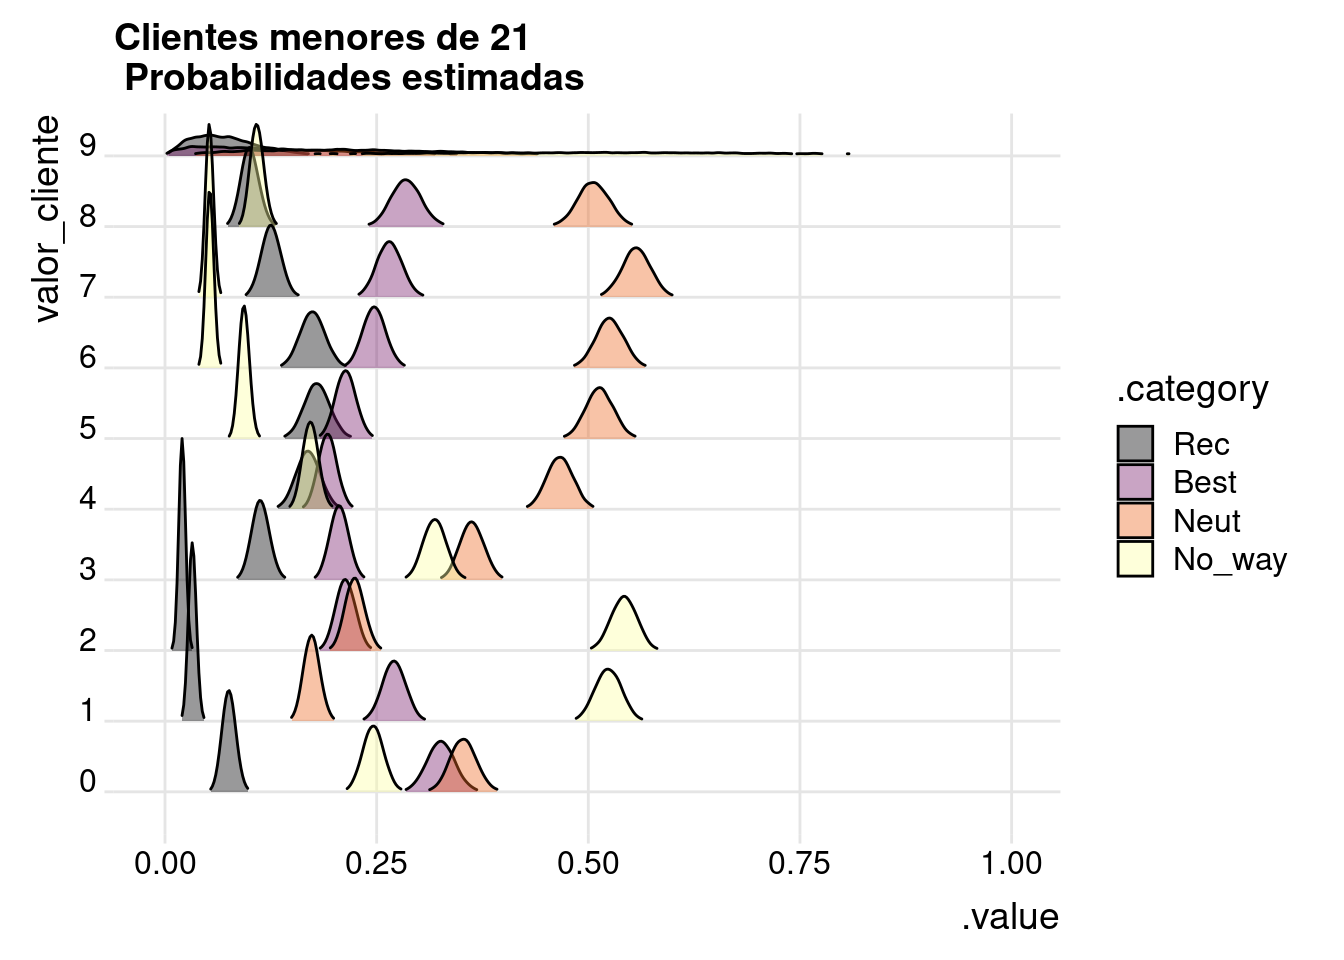 Clientes menores de 21
Probabilidades estimadas
valor_cliente
9
8
7
6
5
4
3
2
1
0
0.00 0.25 0.50 0.75 1.00
.value
.category
Rec
Best
Neut
No_way